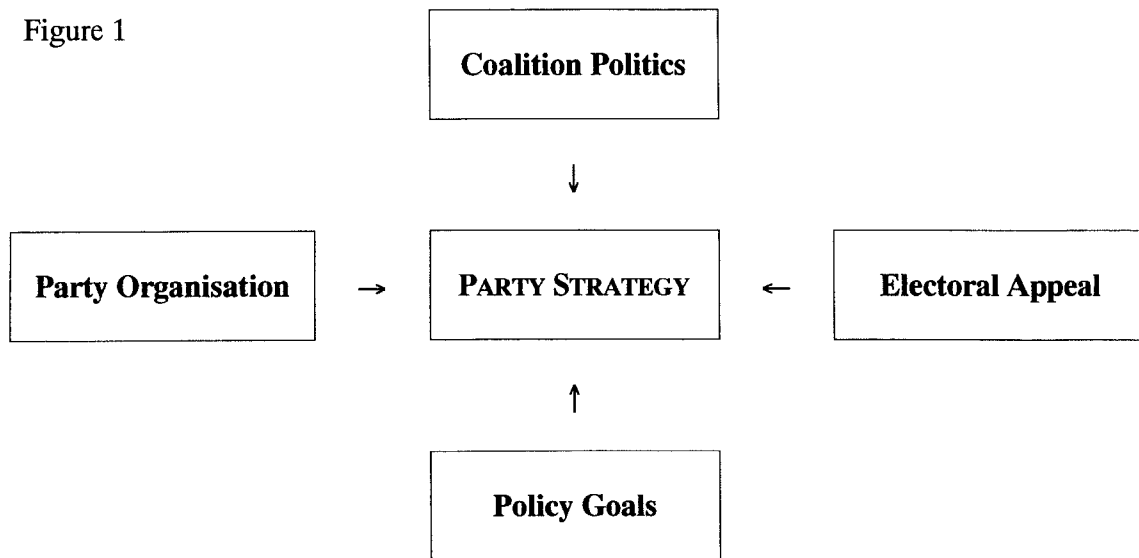 Figure 1
Coalition Politics
Party Organisation
PARTY STRATEGY
Electoral Appeal
Policy Goals